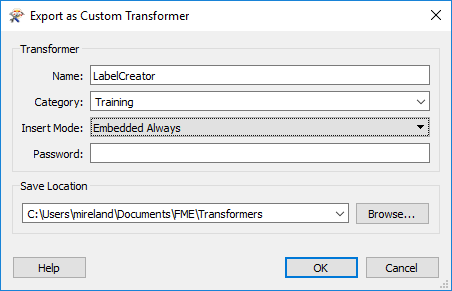 Export as Custom Transformer
Transformer
Name: LabelCreator
Category: Training
Insert Mode: Embedded Always
Password:
Save Location
C:\Users\mireland\Documents\FME\Transformers Browse...
Help OK Cancel